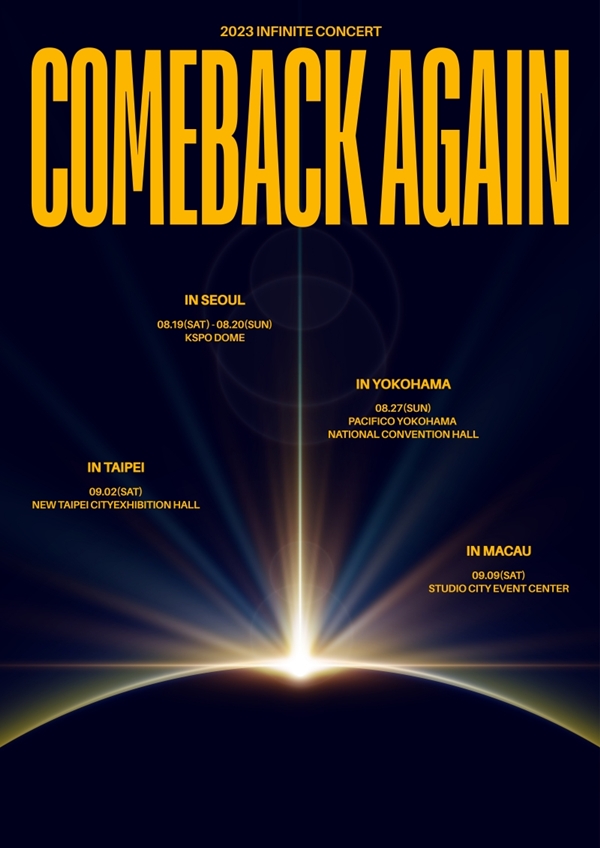 2023 INFINITE CONCERT
COMEBACK AGAIN
IN SEOUL
08.19(SAT) - 08.20(SUN)
KSPO DOME
IN YOKOHAMA
08.27(SUN)
PACIFICO YOKOHAMA
NATIONAL CONVENTION HALL
IN TAIPEI
09.02(SAT)
NEW TAIPEI CITYEXHIBITION HALL
IN MACAU
09.09(SAT)
STUDIO CITY EVENT CENTER